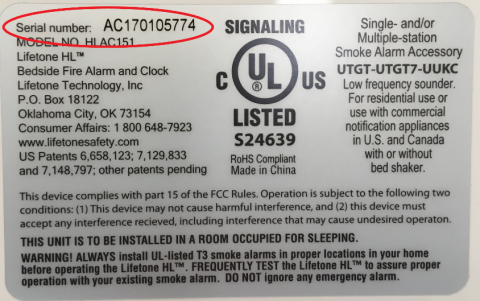 Serial number: AC170105774
MODEL NO. HLAC151
Lifetone HL™
Bedside Fire Alarm and Clock
Lifetone Technology, Inc
P.O. Box 18122
Oklahoma City, OK 73154
Consumer Affairs: 1 800 648-7923
www.lifetonesafety.com
US Patents 6,658,123; 7,129,833
and 7,148,797; other patents pending
SIGNALING
C UL US
®
LISTED
S24639
RoHS Compliant
Made in China
Single- and/or
Multiple-station
Smoke Alarm Accessory
UTGT-UTGT7-UUKC
Low frequency sounder.
For residential use or
use with commercial
notification appliances
in U.S. and Canada
with or without
bed shaker.
This device complies with part 15 of the FCC Rules. Operation is subject to the following two
conditions: (1) This device may not cause harmful interference, and (2) this device must
accept any interference recieved, including interference that may cause undesired operation.
THIS UNIT IS TO BE INSTALLED IN A ROOM OCCUPIED FOR SLEEPING.
WARNING! ALWAYS install UL-listed T3 smoke alarms in proper locations in your home
before operating the Lifetone HL™. FREQUENTLY TEST the Lifetone HL™ to assure proper
operation with your existing smoke alarm. DO NOT ignore any emergency alarm.